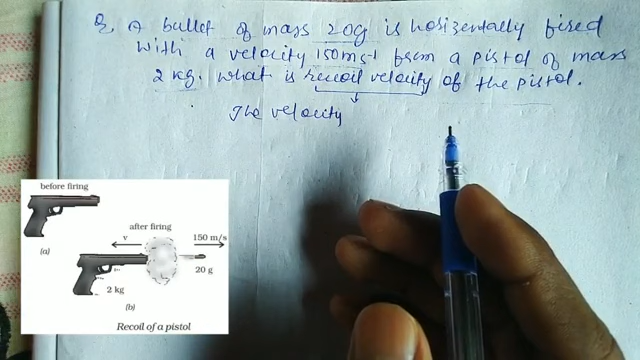 Q. A bullet of mass 20g is horizontally fired
with a velocity 150ms-1 from a pistol of mass
2 kg. what is recoil velocity of the pistol.
The velocity
before firing
(a)
after firing
v
150 m/s
20 g
2 kg
(b)
Recoil of a pistol